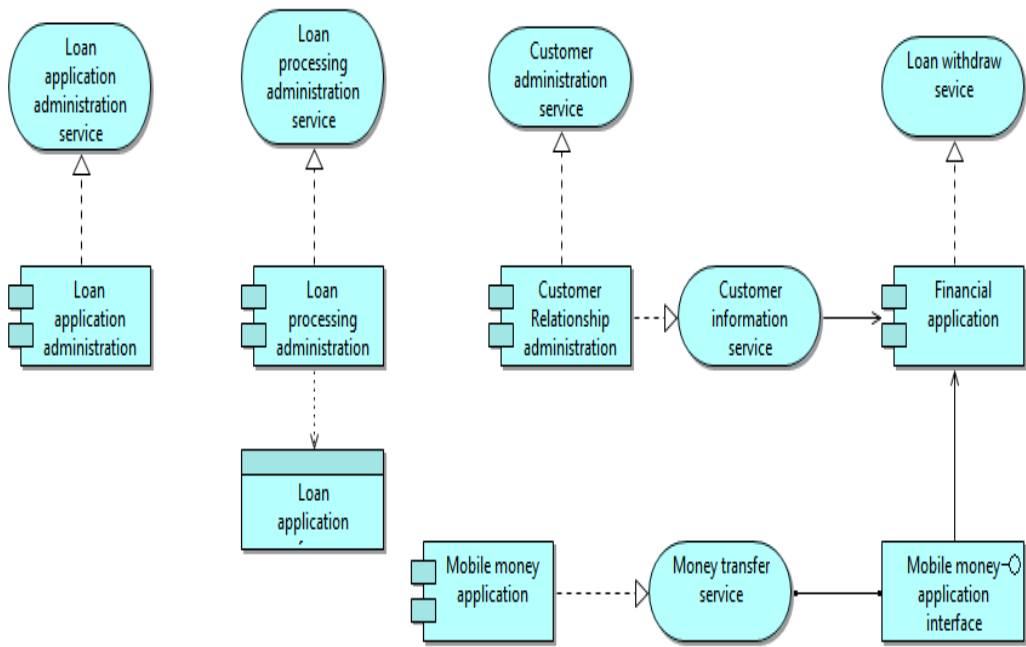 Loan
application
administration
service
Loan
processing
administration
service
Customer
administration
service
Loan withdraw
sevice
Loan
application
administration
Loan
processing
administration
Customer
Relationship
administration
Customer
information
service
Financial
application
Loan
application
Mobile money
application
Money transfer
service
Mobile money
application
interface